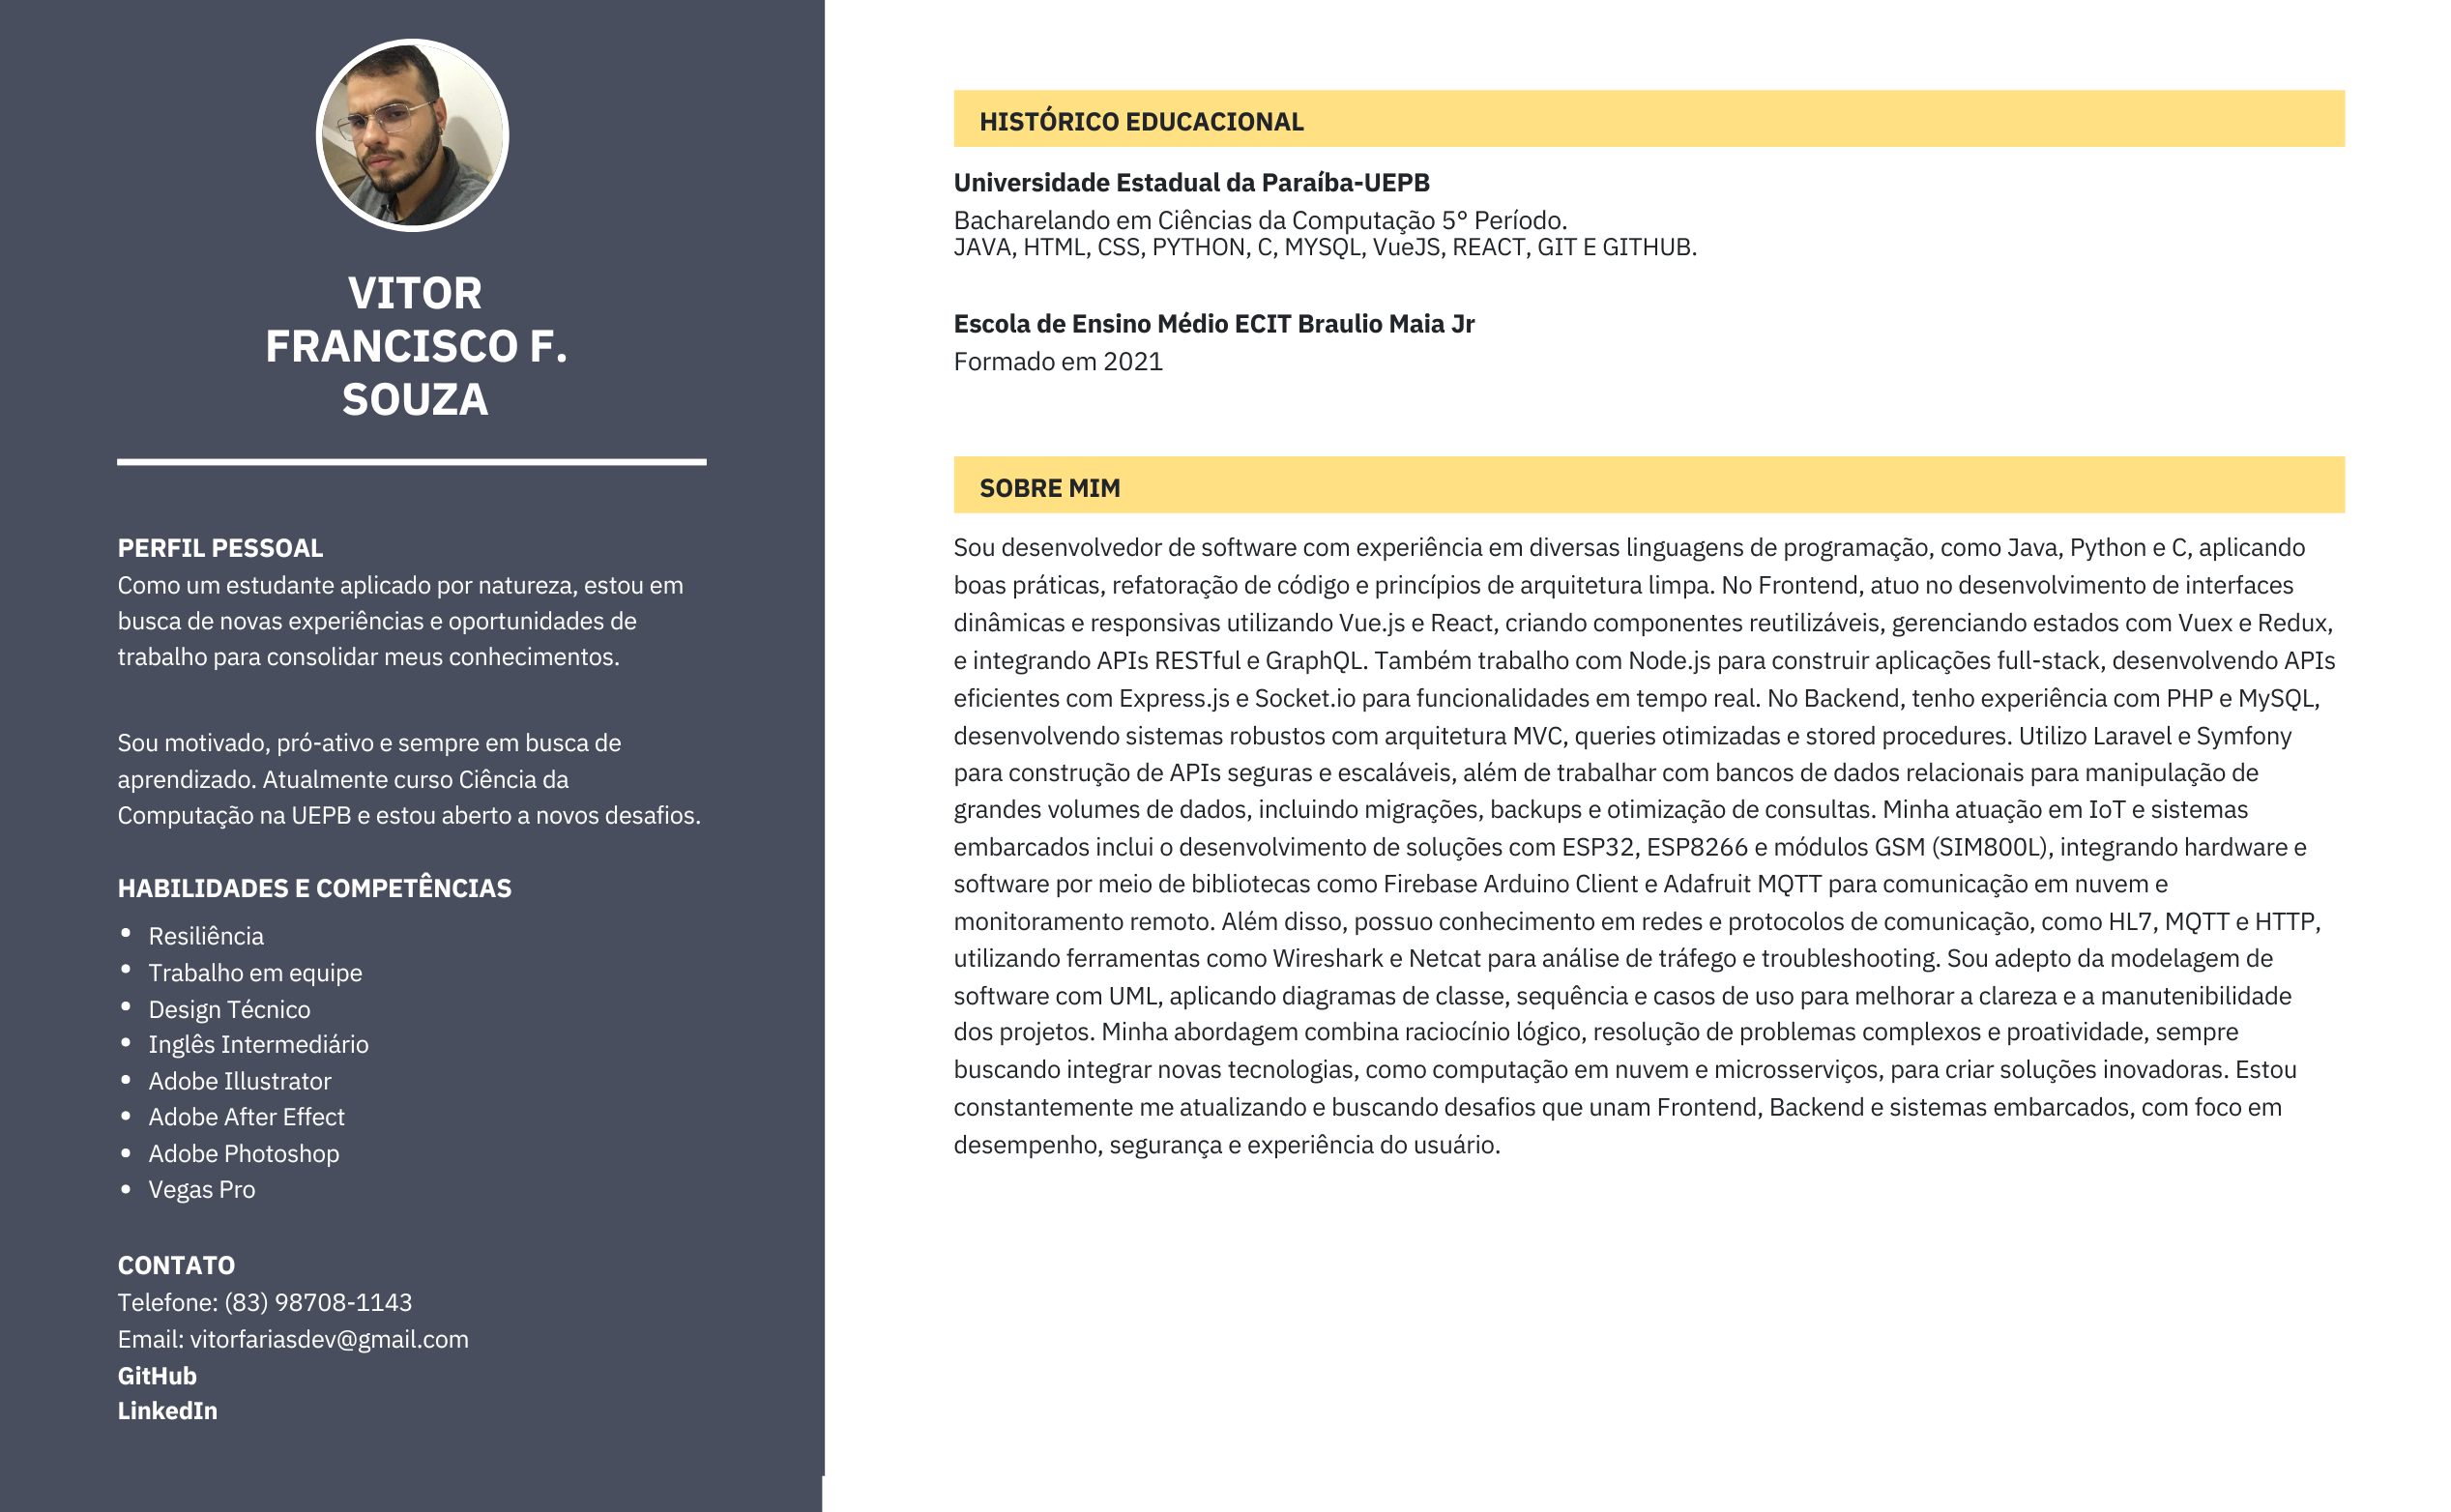 VITOR
FRANCISCO F.
SOUZA
PERFIL PESSOAL
Como um estudante aplicado por natureza, estou em
busca de novas experiências e oportunidades de
trabalho para consolidar meus conhecimentos.
Sou motivado, pró-ativo e sempre em busca de
aprendizado. Atualmente curso Ciência da
Computação na UEPB e estou aberto a novos desafios.
HABILIDADES E COMPETÊNCIAS
Resiliência
Trabalho em equipe
Design Técnico
Inglês Intermediário
Adobe Illustrator
Adobe After Effect
Adobe Photoshop
Vegas Pro
CONTATO
Telefone: (83) 98708-1143
Email: vitorfariasdev@gmail.com
GitHub
LinkedIn
HISTÓRICO EDUCACIONAL
Universidade Estadual da Paraíba-UEPB
Bacharelando em Ciências da Computação 5° Período.
JAVA, HTML, CSS, PYTHON, C, MYSQL, VueJS, REACT, GIT E GITHUB.
Escola de Ensino Médio ECIT Braulio Maia Jr
Formado em 2021
SOBRE MIM
Sou desenvolvedor de software com experiência em diversas linguagens de programação, como Java, Python e C, aplicando
boas práticas, refatoração de código e princípios de arquitetura limpa. No Frontend, atuo no desenvolvimento de interfaces
dinâmicas e responsivas utilizando Vue.js e React, criando componentes reutilizáveis, gerenciando estados com Vuex e Redux,
e integrando APIs RESTful e GraphQL. Também trabalho com Node.js para construir aplicações full-stack, desenvolvendo APIs
eficientes com Express.js e Socket.io para funcionalidades em tempo real. No Backend, tenho experiência com PHP e MySQL,
desenvolvendo sistemas robustos com arquitetura MVC, queries otimizadas e stored procedures. Utilizo Laravel e Symfony
para construção de APIs seguras e escaláveis, além de trabalhar com bancos de dados relacionais para manipulação de
grandes volumes de dados, incluindo migrações, backups e otimização de consultas. Minha atuação em IoT e sistemas
embarcados inclui o desenvolvimento de soluções com ESP32, ESP8266 e módulos GSM (SIM800L), integrando hardware e
software por meio de bibliotecas como Firebase Arduino Client e Adafruit MQTT para comunicação em nuvem e
monitoramento remoto. Além disso, possuo conhecimento em redes e protocolos de comunicação, como HL7, MQTT e HTTP,
utilizando ferramentas como Wireshark e Netcat para análise de tráfego e troubleshooting. Sou adepto da modelagem de
software com UML, aplicando diagramas de classe, sequência e casos de uso para melhorar a clareza e a manutenibilidade
dos projetos. Minha abordagem combina raciocínio lógico, resolução de problemas complexos e proatividade, sempre
buscando integrar novas tecnologias, como computação em nuvem e microsserviços, para criar soluções inovadoras. Estou
constantemente me atualizando e buscando desafios que unam Frontend, Backend e sistemas embarcados, com foco em
desempenho, segurança e experiência do usuário.